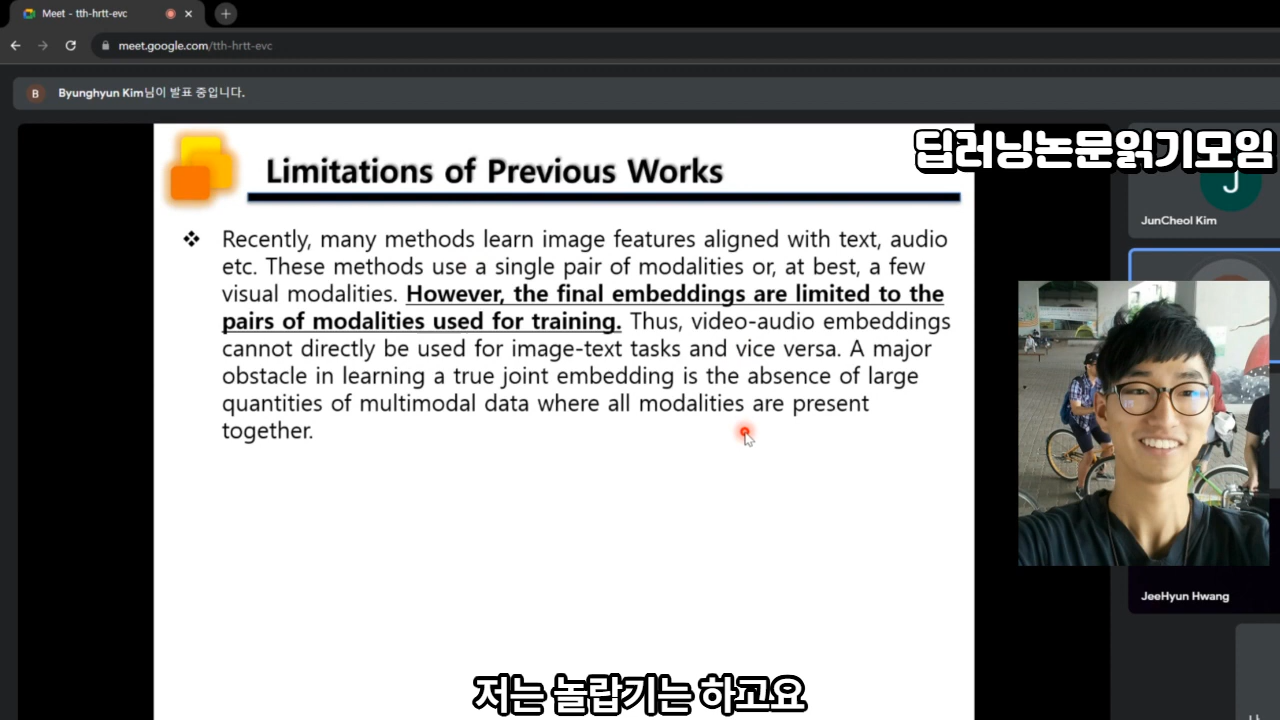 Meet - tth-hrtt-evc
meet.google.com/tth-hrtt-evc
B
Byunghyun Kim님이 발표 중입니다.
딥러닝논문읽기모임
Limitations of Previous Works
J
JunCheol Kim
❖ Recently, many methods learn image features aligned with text, audio
etc. These methods use a single pair of modalities or, at best, a few
visual modalities. However, the final embeddings are limited to the
pairs of modalities used for training. Thus, video-audio embeddings
cannot directly be used for image-text tasks and vice versa. A major
obstacle in learning a true joint embedding is the absence of large
quantities of multimodal data where all modalities are present
together.
JeeHyun Hwang
저는 놀랍기는 하고요